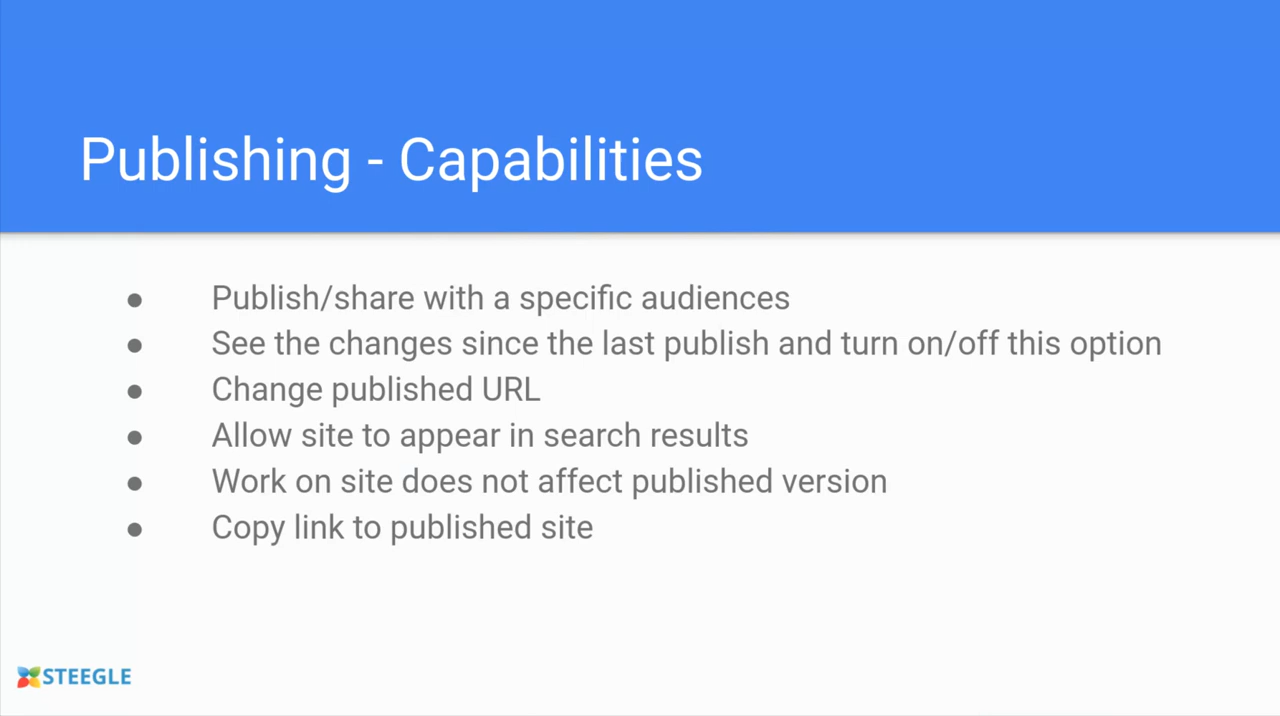 Publishing - Capabilities
● Publish/share with a specific audiences
● See the changes since the last publish and turn on/off this option
● Change published URL
● Allow site to appear in search results
● Work on site does not affect published version
● Copy link to published site
STEEGLE